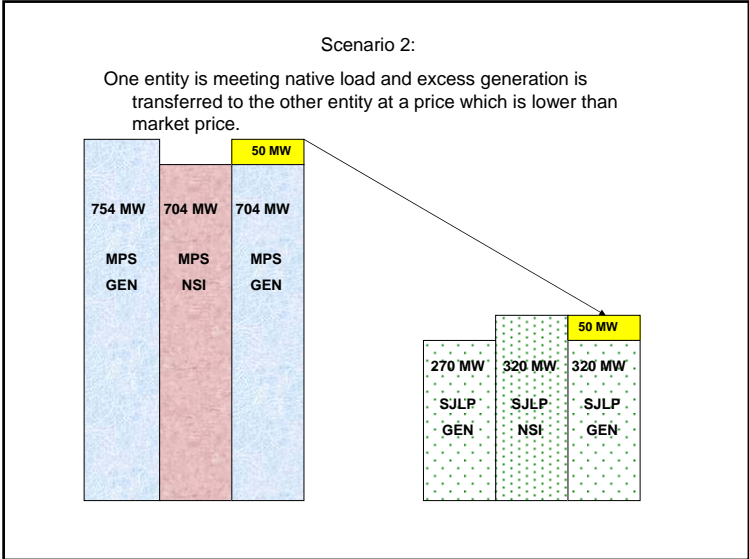 Scenario 2:
One entity is meeting native load and excess generation is
transferred to the other entity at a price which is lower than
market price.
50 MW
754 MW
704 MW
704 MW
MPS
MPS
MPS
GEN
NSI
GEN
50 MW
270 MW
320 MW
320 MW
SJLP
SJLP
SJLP
GEN
NSI
GEN